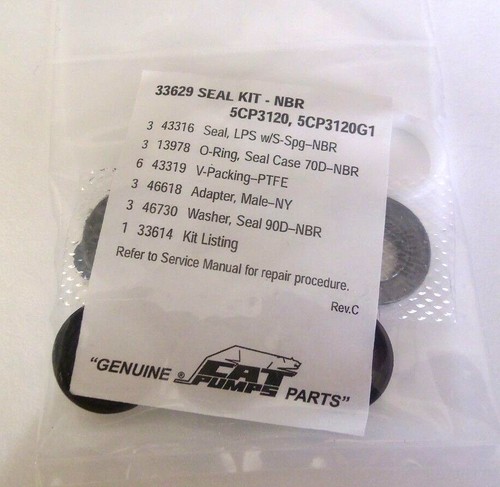 33629 SEAL KIT - NBR
5CP3120, 5CP3120G1
3 43316 Seal, LPS w/S-Spg–NBR
3 13978 O-Ring, Seal Case 70D–NBR
6 43319 V-Packing–PTFE
3 46618 Adapter, Male–NY
3 46730 Washer, Seal 90D–NBR
1 33614 Kit Listing
Refer to Service Manual for repair procedure.
Rev.C
"GENUINE ® CAT PUMPS PARTS"